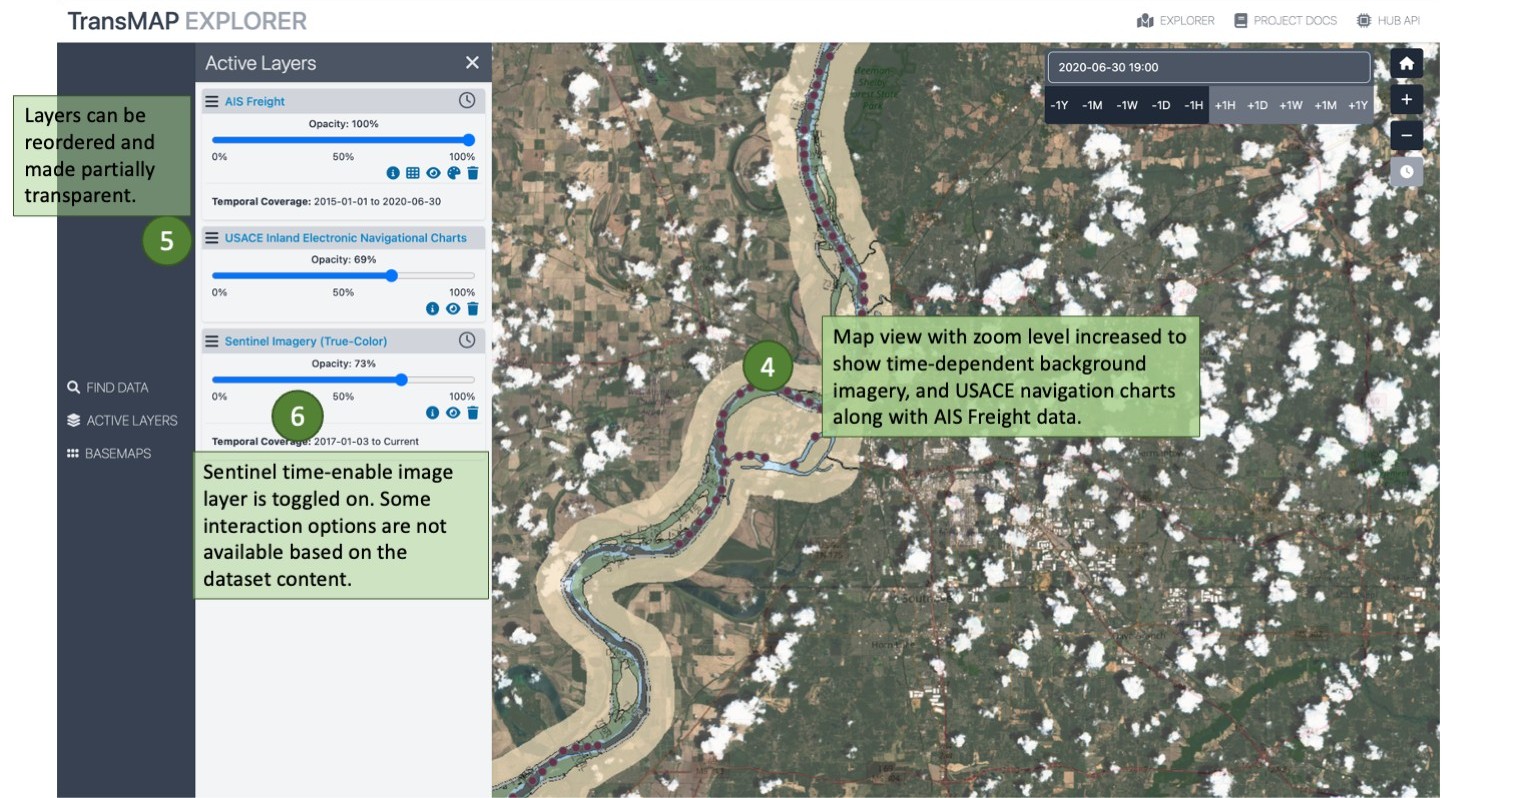 TransMAP EXPLORER
EXPLORER
PROJECT DOCS
HUB API
Active Layers
AIS Freight
Opacity: 100%
0% 50% 100%
Temporal Coverage: 2015-01-01 to 2020-06-30
USACE Inland Electronic Navigational Charts
Opacity: 69%
0% 50% 100%
Sentinel Imagery (True-Color)
Opacity: 73%
0% 50% 100%
Temporal Coverage: 2017-01-03 to Current
Layers can be
reordered and
made partially
transparent.
5
FIND DATA
ACTIVE LAYERS
BASEMAPS
6
Sentinel time-enable image
layer is toggled on. Some
interaction options are not
available based on the
dataset content.
2020-06-30 19:00
-1Y -1M -1W -1D -1H +1H +1D +1W +1M +1Y
4
Map view with zoom level increased to
show time-dependent background
imagery, and USACE navigation charts
along with AIS Freight data.